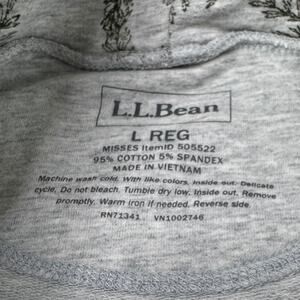 L.L.Bean
L REG
MISSES ItemID 505522
95% COTTON 5% SPANDEX
MADE IN VIETNAM
Machine wash cold. With like colors. Inside out. Delicate
cycle. Do not bleach. Tumble dry low. Inside out. Remove
promptly. Warm iron if needed. Reverse side.
RN71341 VN1002746